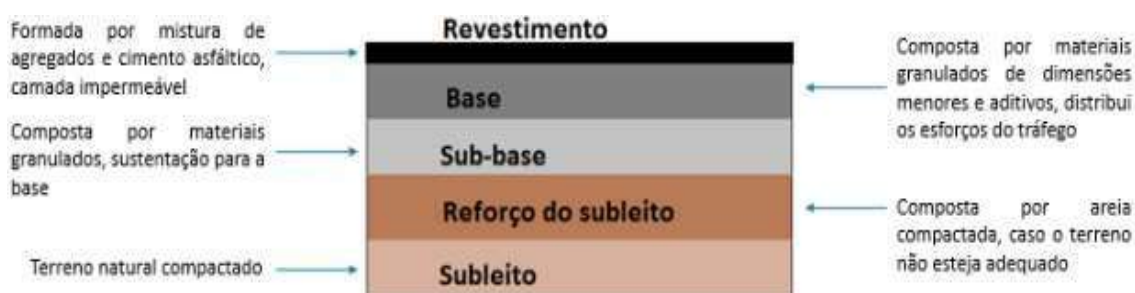 Formada por mistura de
agregados e cimento asfáltico,
camada impermeável
Composta por materiais
granulados, sustentação para a
base
Terreno natural compactado
Revestimento
Base
Sub-base
Reforço do subleito
Subleito
Composta por materiais
granulados de dimensões
menores e aditivos, distribui
os esforços do tráfego
Composta por areia
compactada, caso o terreno
não esteja adequado